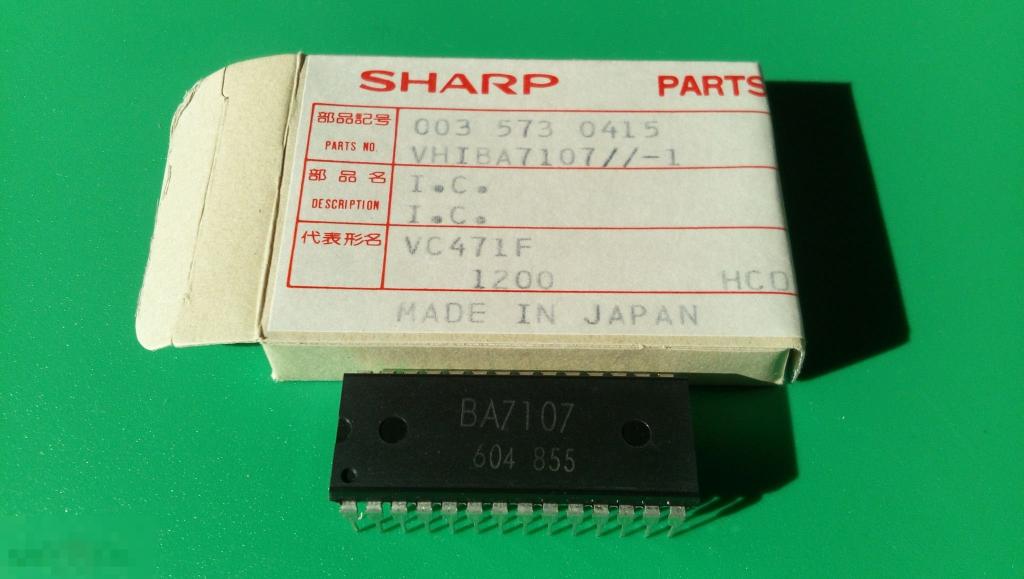 SHARP PARTS
部品記号 003 573 0415
PARTS NO. VHIBA7107//-1
部品名 I.C.
DESCRIPTION I.C.
代表形名 VC471F
1200 HCD
MADE IN JAPAN
BA7107
604 855